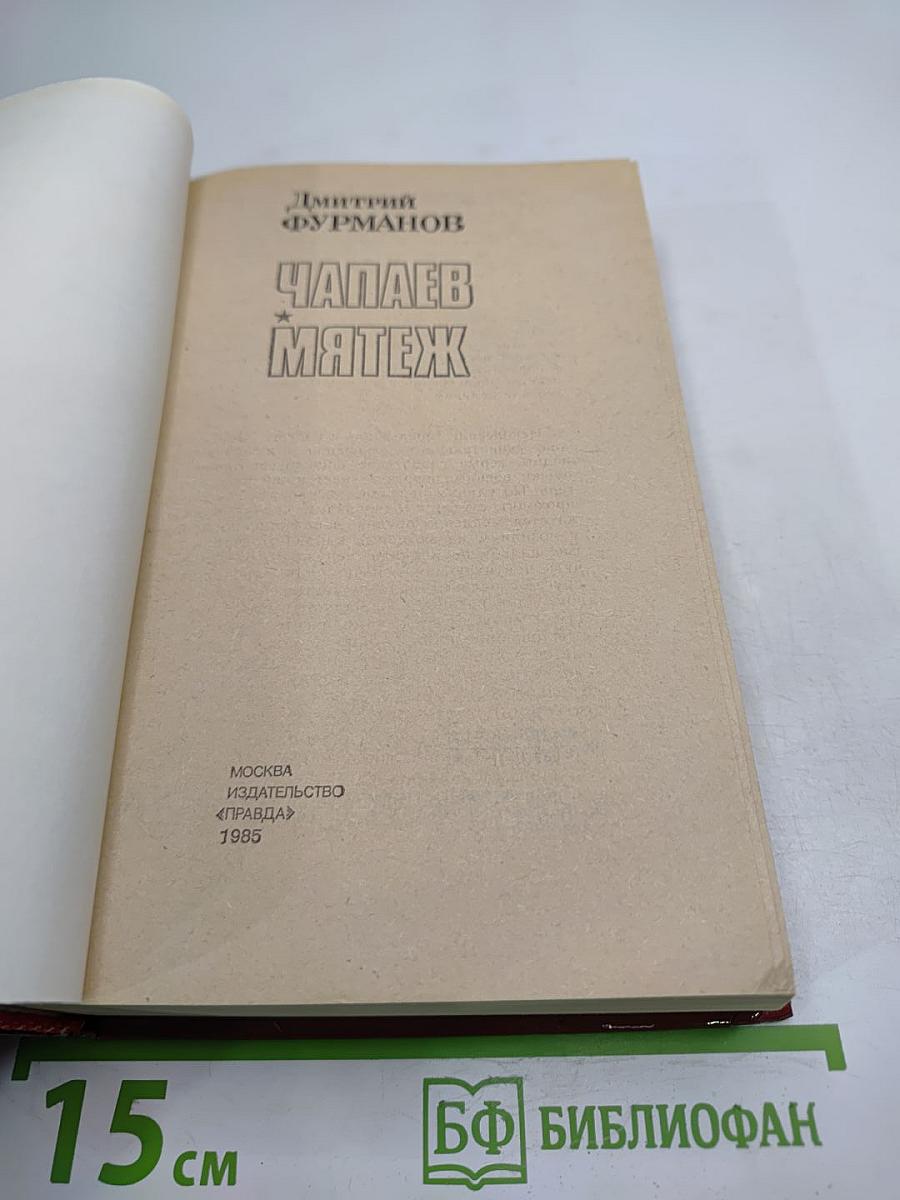 Дмитрий
ФУРМАНОВ
ЧАПАЕВ
МЯТЕЖ
МОСКВА
ИЗДАТЕЛЬСТВО
«ПРАВДА»
1985
15 см
БФ БИБЛИОФАН